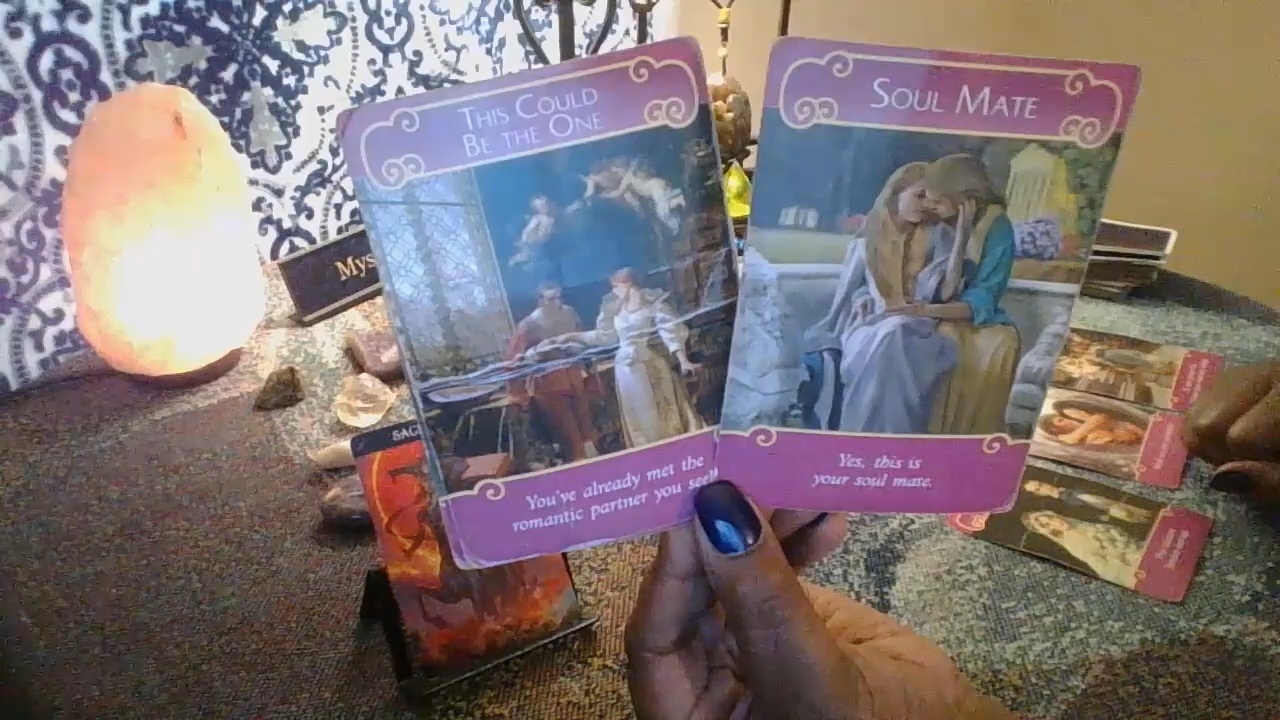 THIS COULD
BE THE ONE
SOUL MATE
You've already met the
romantic partner you seek
Yes, this is
your soul mate.
Mys
SAG